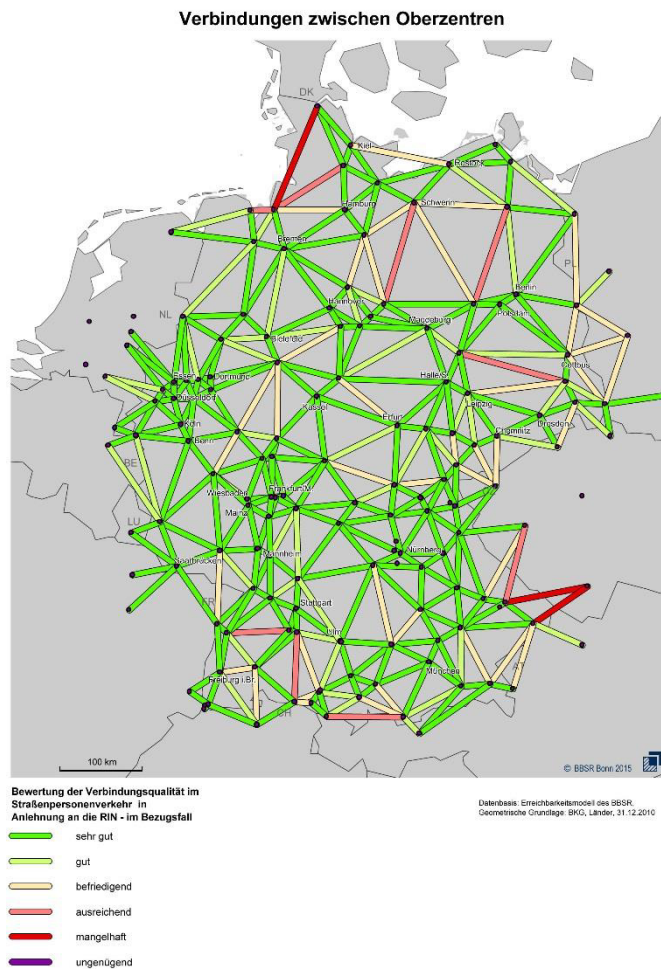 Verbindungen zwischen Oberzentren
DK
Kiel
Rostock
Hamburg
Schwerin
Bremen
PL
Berlin
NL
Hannover
Potsdam
Magdeburg
Bielefeld
Cottbus
Essen
Dortmund
Halle/S.
Düsseldorf
Kassel
Leipzig
Erfurt
Köln
Dresden
Chemnitz
Bonn
BE
Wiesbaden
Frankfurt/M.
Mainz
LU
Nürnberg
Saarbrücken
Mannheim
FR
Stuttgart
Ulm
München
AT
Freiburg i.Br.
CH
100 km
© BBSR Bonn 2015
Bewertung der Verbindungsqualität im
Straßenpersonenverkehr in
Anlehnung an die RIN - im Bezugsfall
Datenbasis: Erreichbarkeitsmodell des BBSR,
Geometrische Grundlage: BKG, Länder, 31.12.2010
sehr gut
gut
befriedigend
ausreichend
mangelhaft
ungenügend